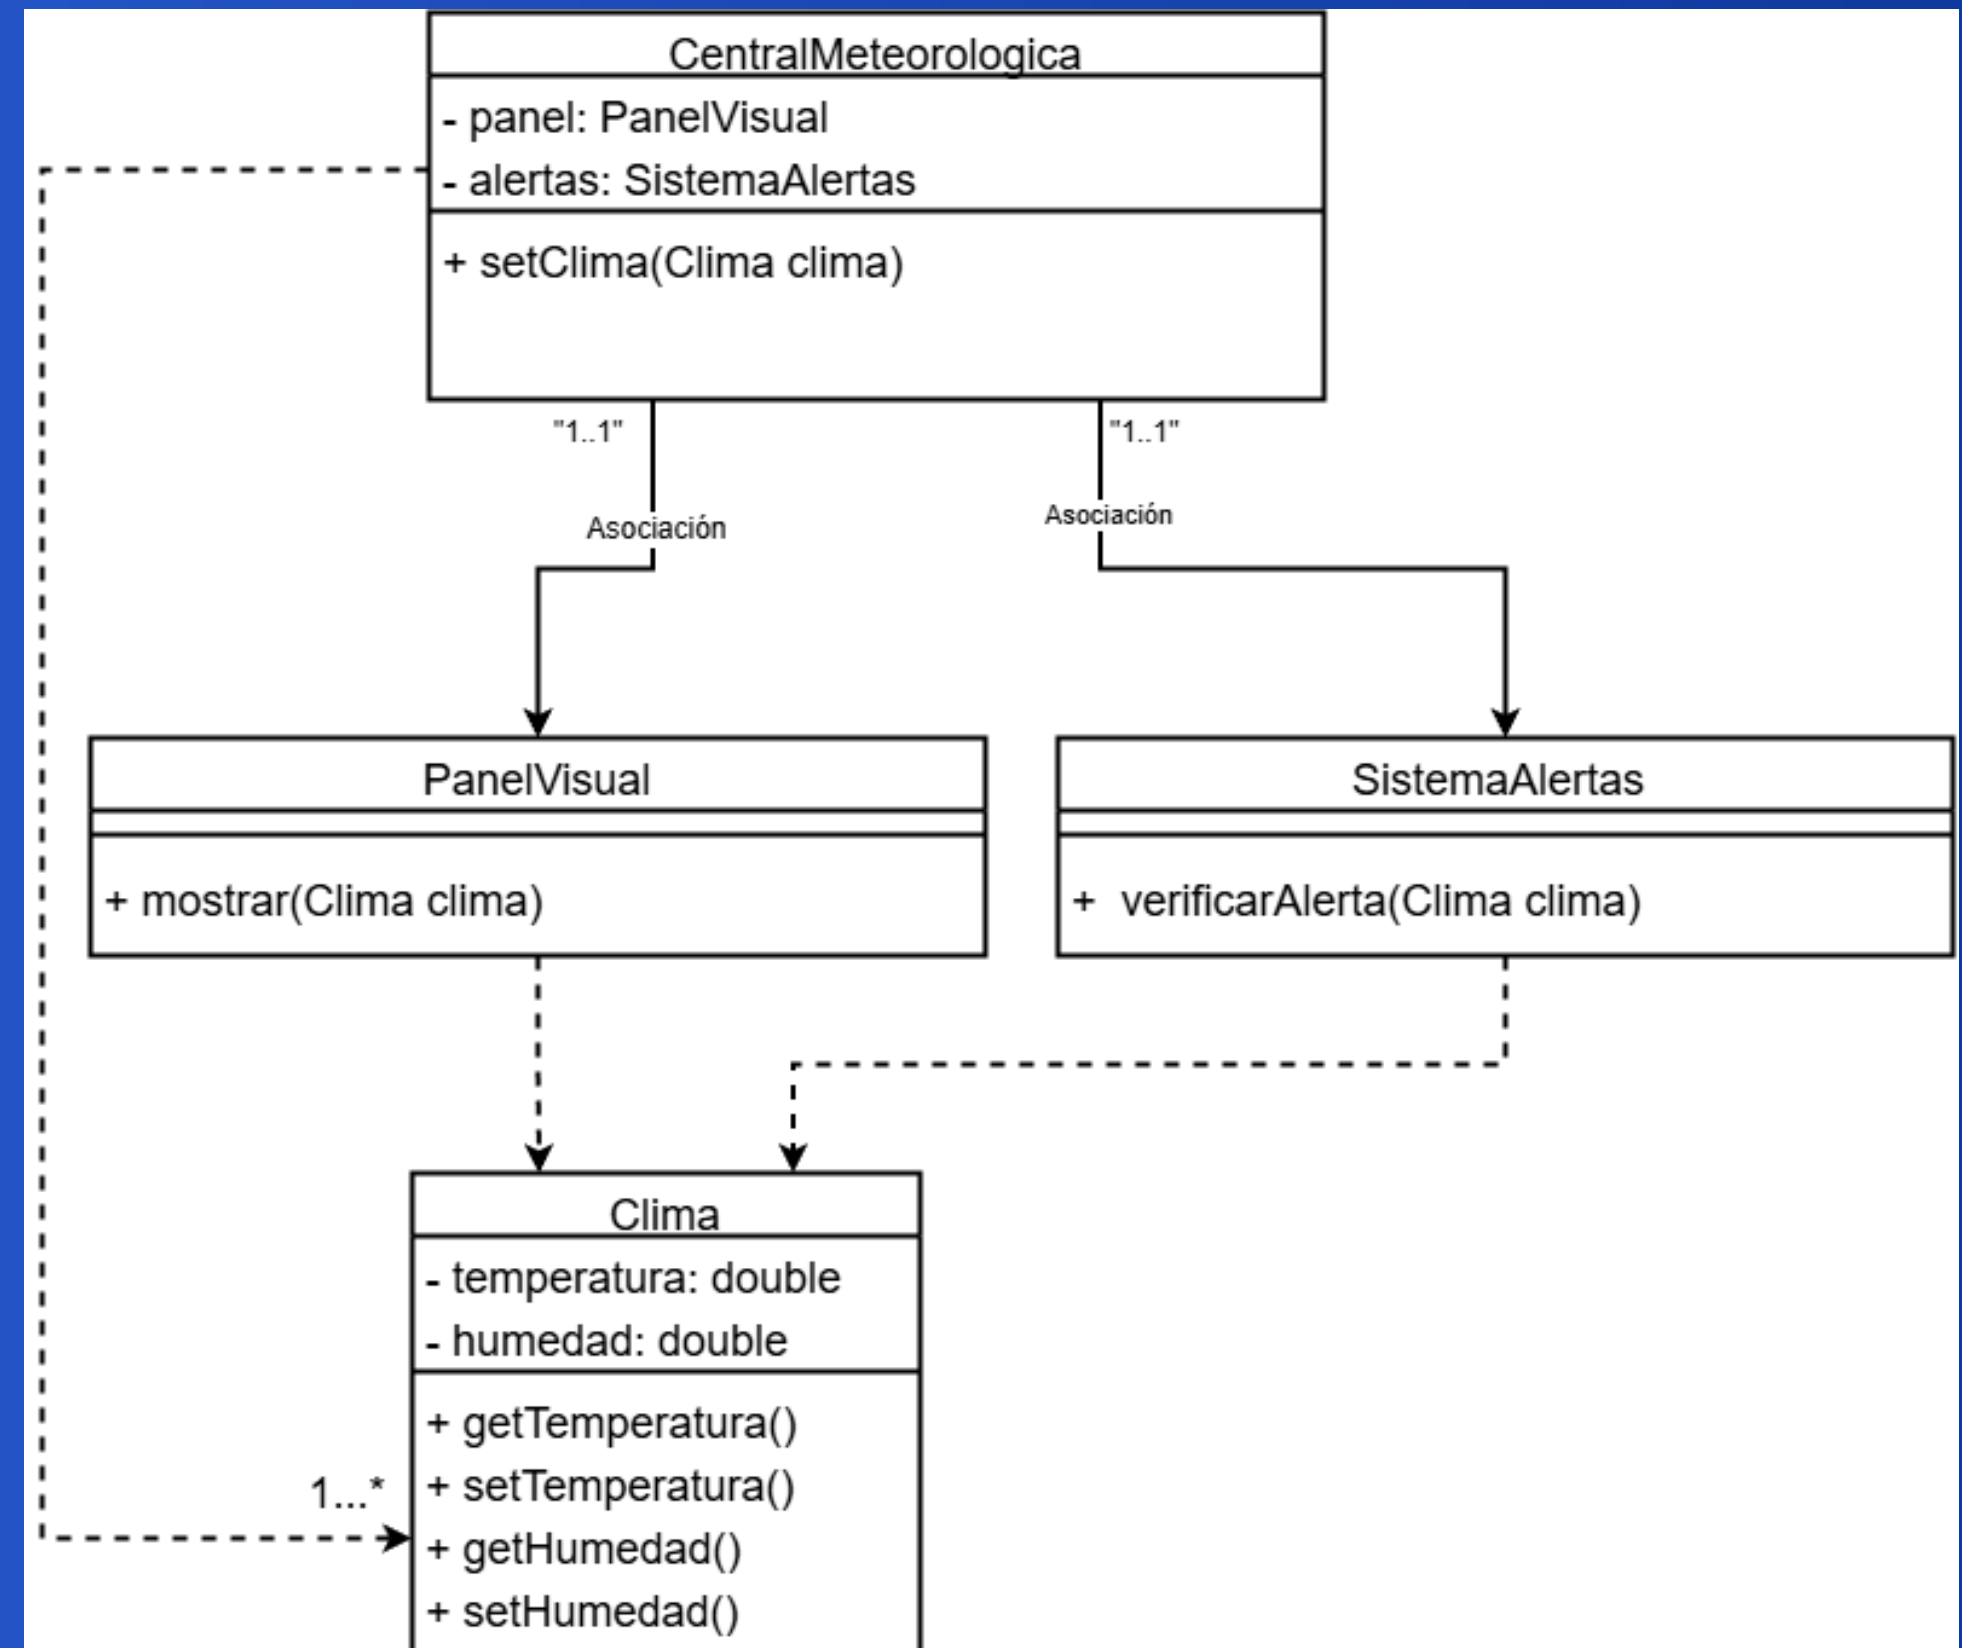 CentralMeteorologica
- panel: PanelVisual
- alertas: SistemaAlertas
+ setClima(Clima clima)
"1..1"
"1..1"
Asociación
Asociación
PanelVisual
+ mostrar(Clima clima)
SistemaAlertas
+ verificarAlerta(Clima clima)
Clima
- temperatura: double
- humedad: double
+ getTemperatura()
+ setTemperatura()
+ getHumedad()
+ setHumedad()
1...*